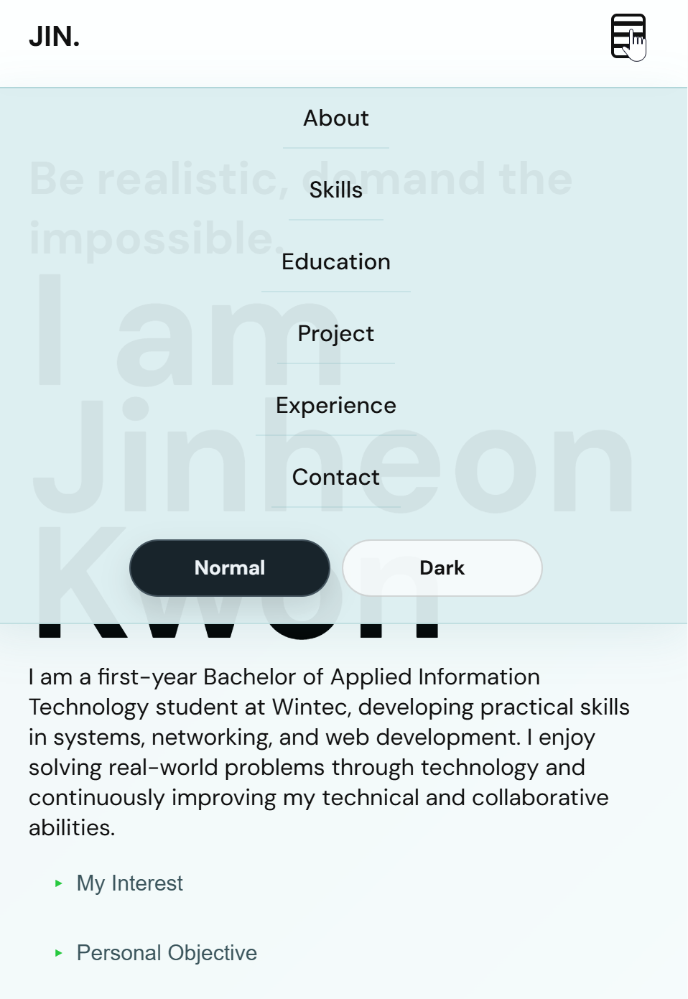 JIN.
About
Be realistic, demand the
Skills
impossible.
Education
I am
Project
Experience
Jinheon
Contact
Kwon
Normal
Dark
I am a first-year Bachelor of Applied Information
Technology student at Wintec, developing practical skills
in systems, networking, and web development. I enjoy
solving real-world problems through technology and
continuously improving my technical and collaborative
abilities.
My Interest
Personal Objective